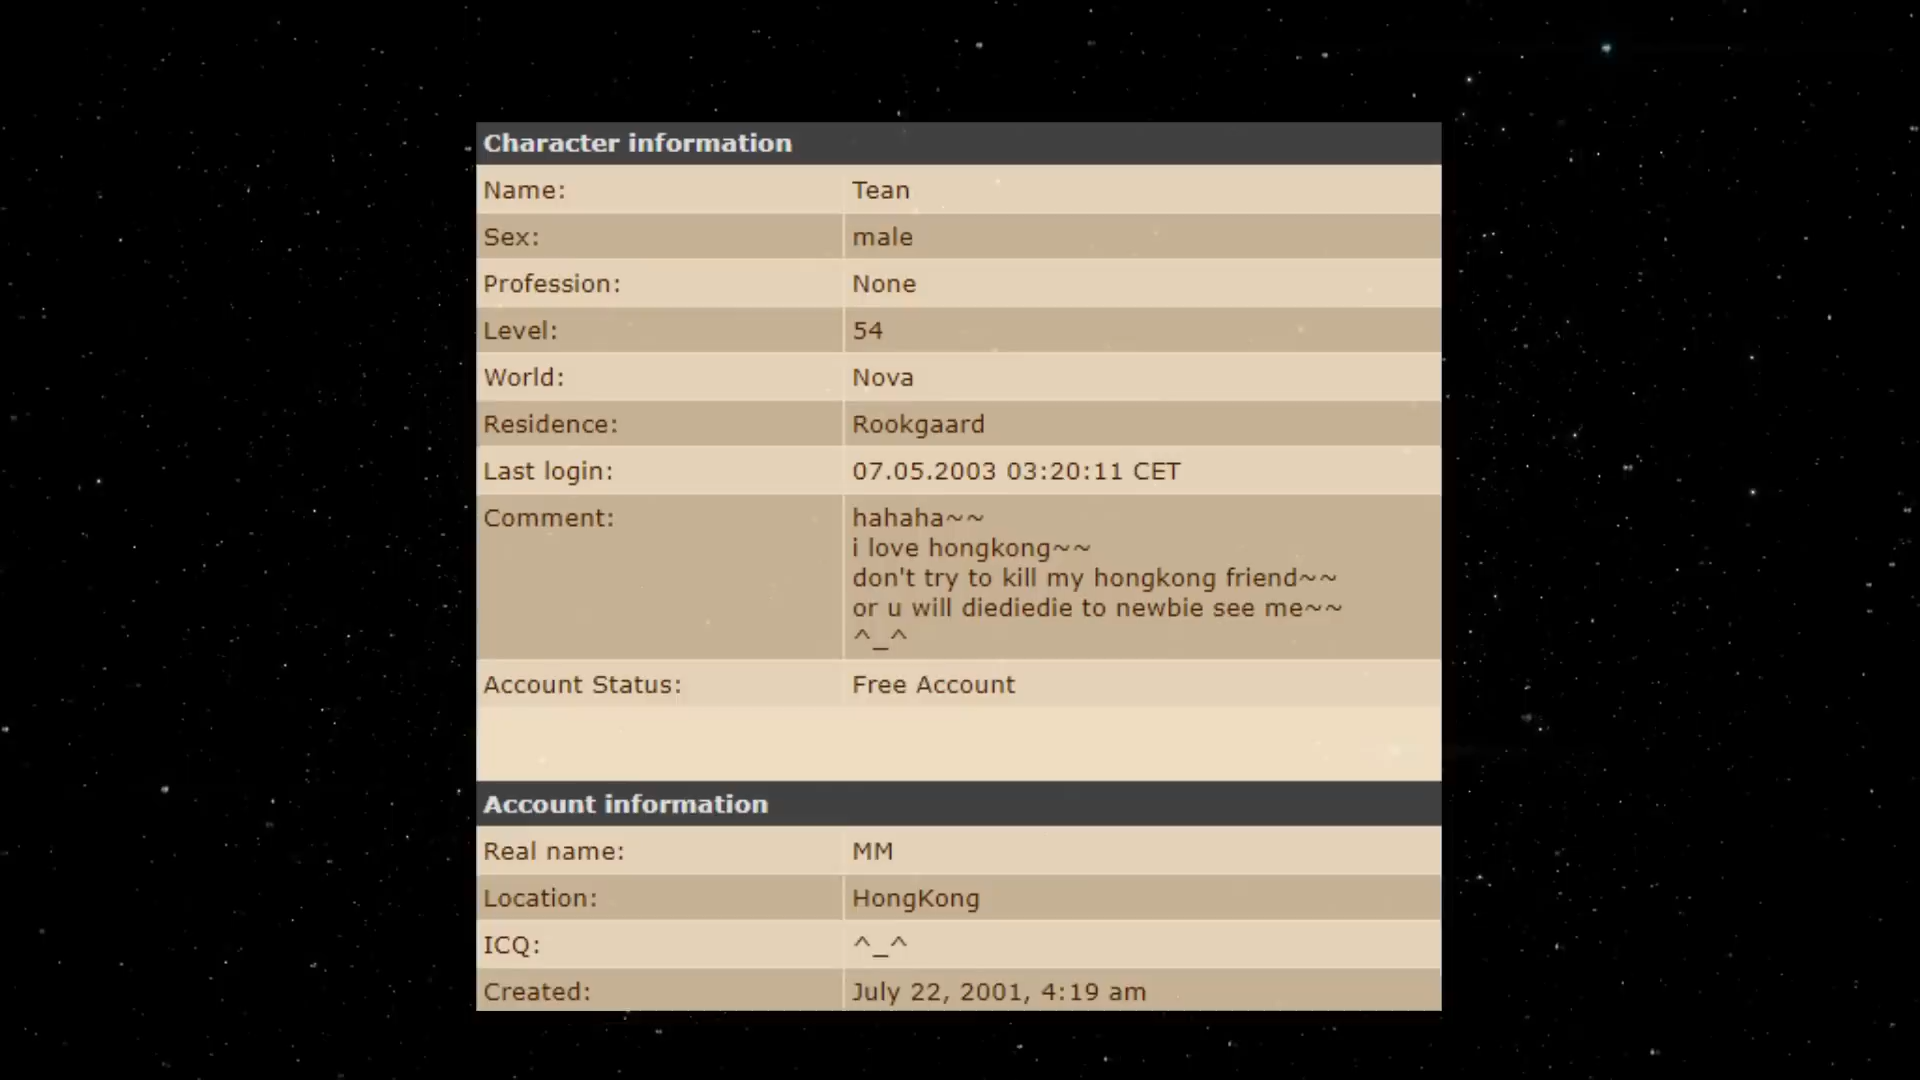 Character information
Name: Tean
Sex: male
Profession: None
Level: 54
World: Nova
Residence: Rookgaard
Last login: 07.05.2003 03:20:11 CET
Comment: hahaha~~
i love hongkong~~
don't try to kill my hongkong friend~~
or u will diediedie to newbie see me~~
^_^
Account Status: Free Account
Account information
Real name: MM
Location: HongKong
ICQ: ^_^
Created: July 22, 2001, 4:19 am